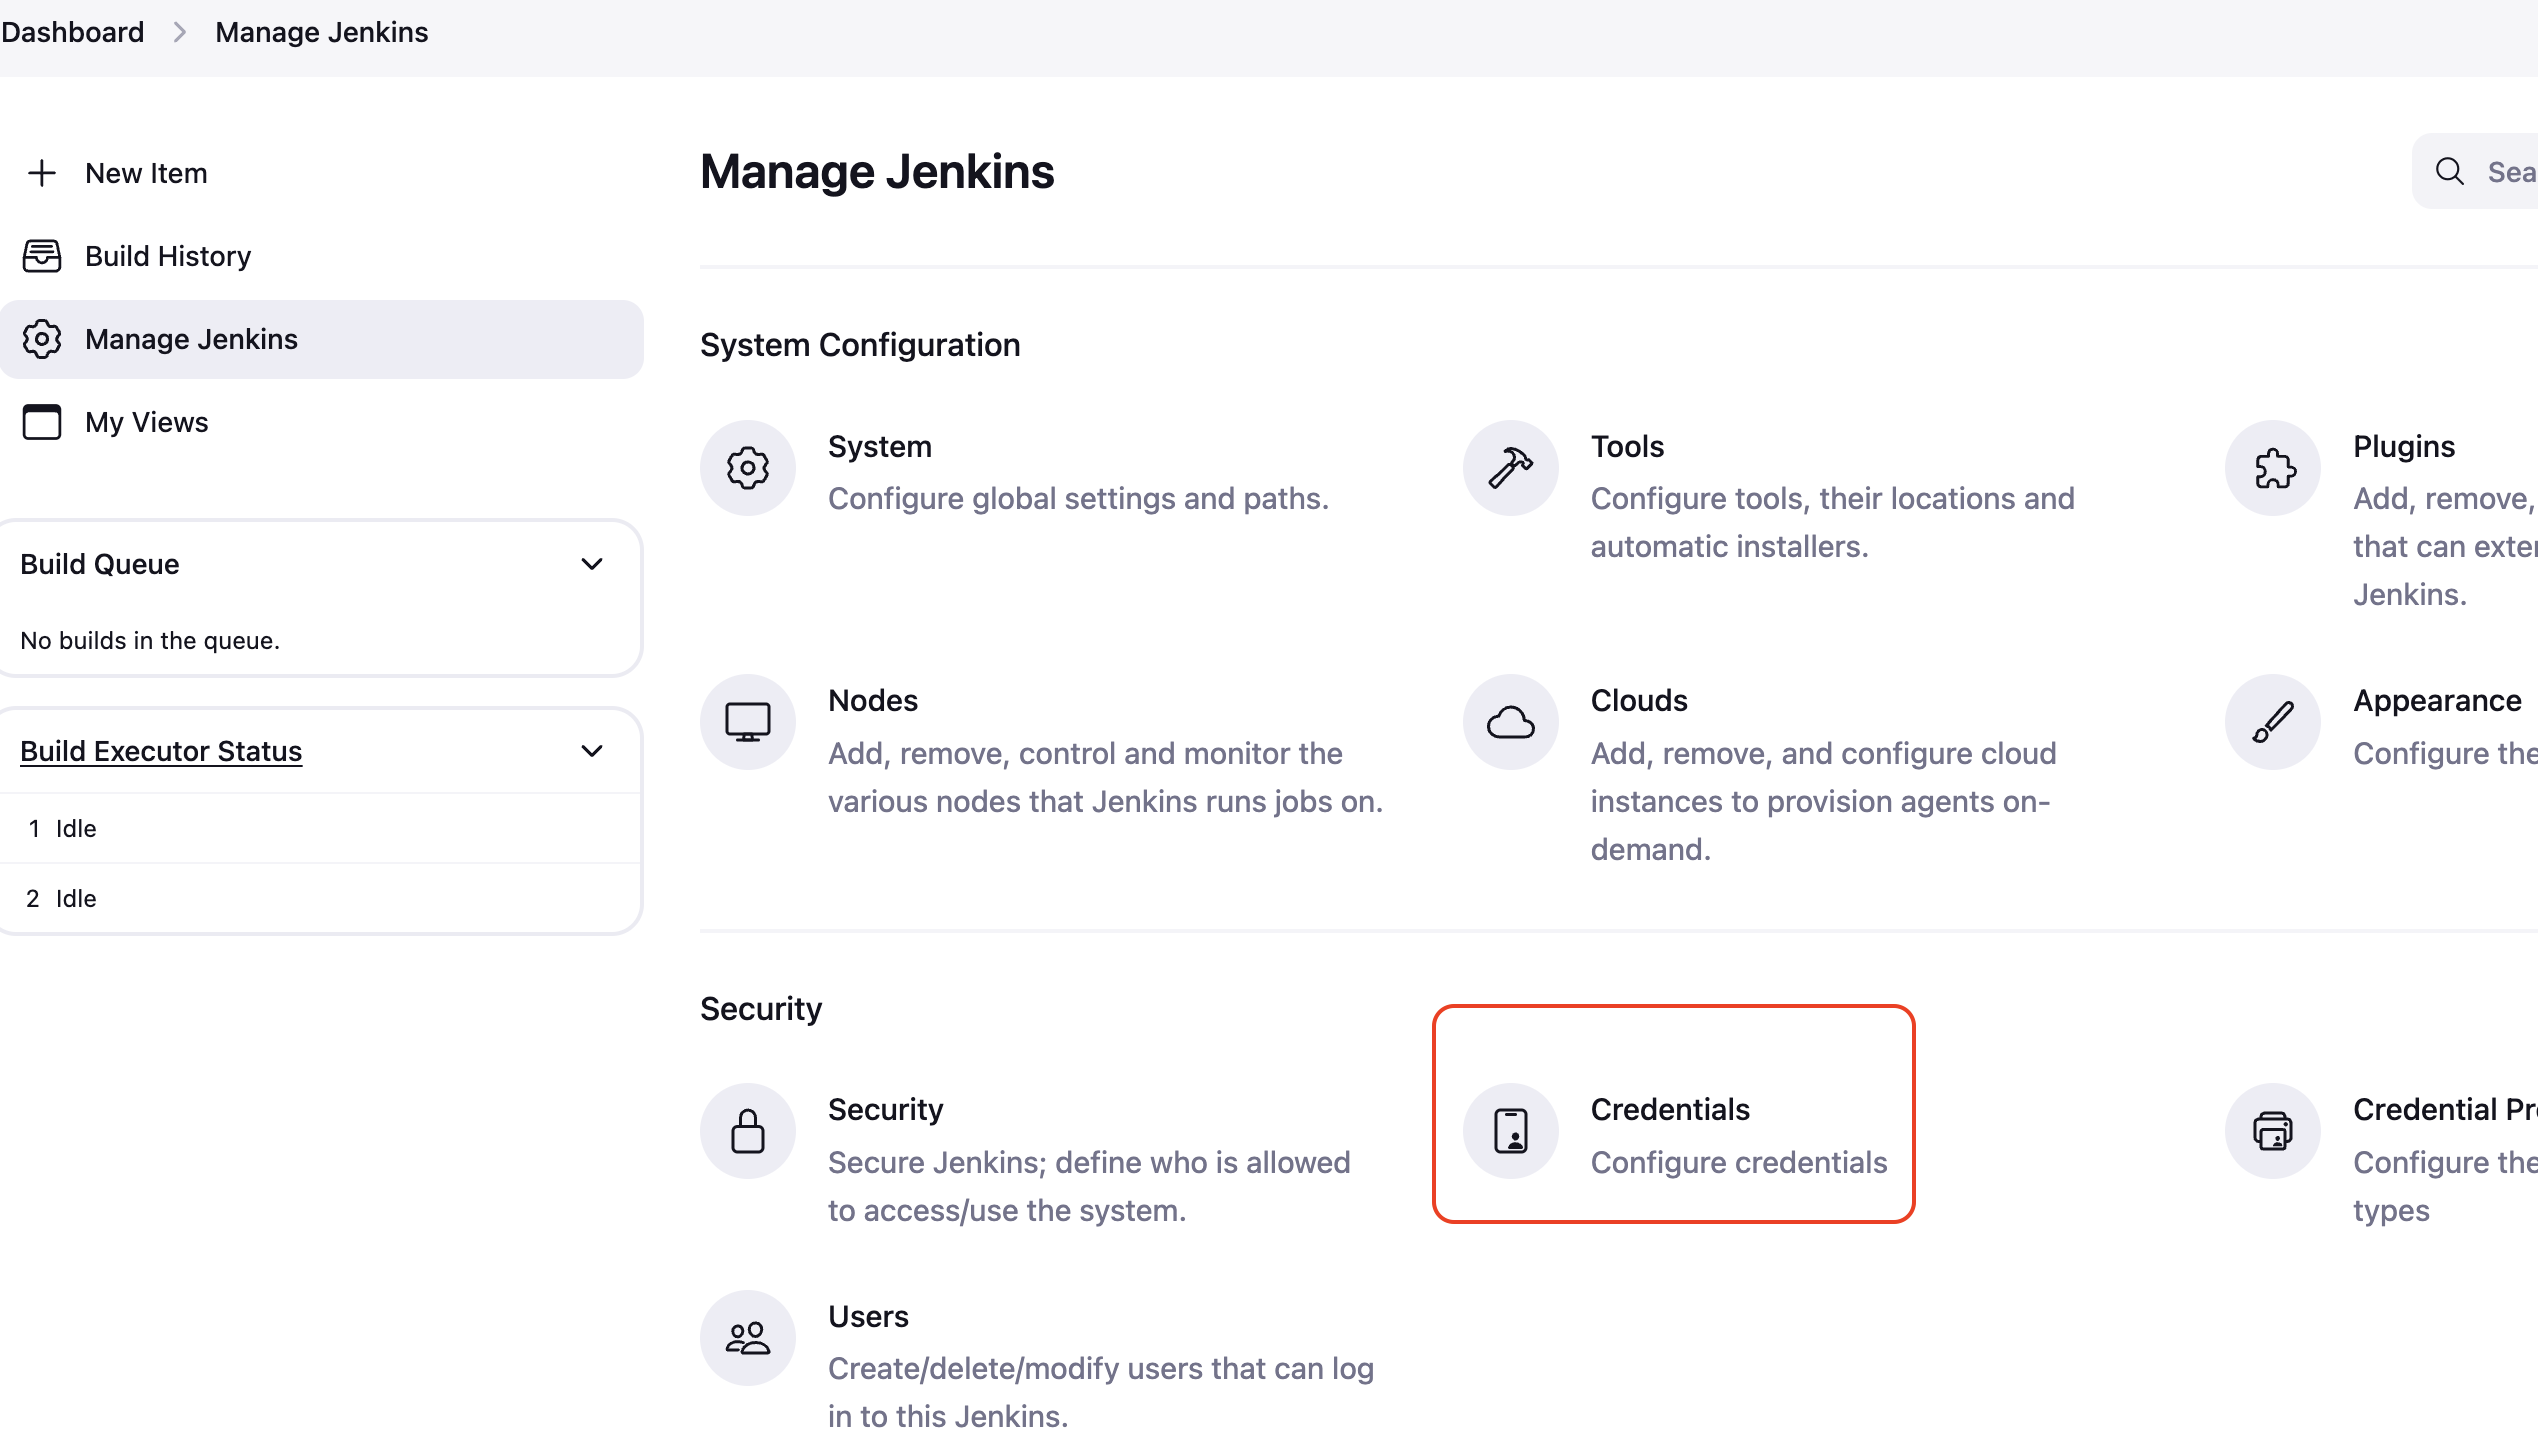 Dashboard > Manage Jenkins
New Item
Build History
Manage Jenkins
My Views
Build Queue
No builds in the queue.
Build Executor Status
1 Idle
2 Idle
Manage Jenkins
Sea
System Configuration
System
Configure global settings and paths.
Tools
Configure tools, their locations and
automatic installers.
Plugins
Add, remove,
that can exte
Jenkins.
Nodes
Add, remove, control and monitor the
various nodes that Jenkins runs jobs on.
Clouds
Add, remove, and configure cloud
instances to provision agents on-
demand.
Appearance
Configure the
Security
Security
Secure Jenkins; define who is allowed
to access/use the system.
Credentials
Configure credentials
Credential Pr
Configure the
types
Users
Create/delete/modify users that can log
in to this Jenkins.